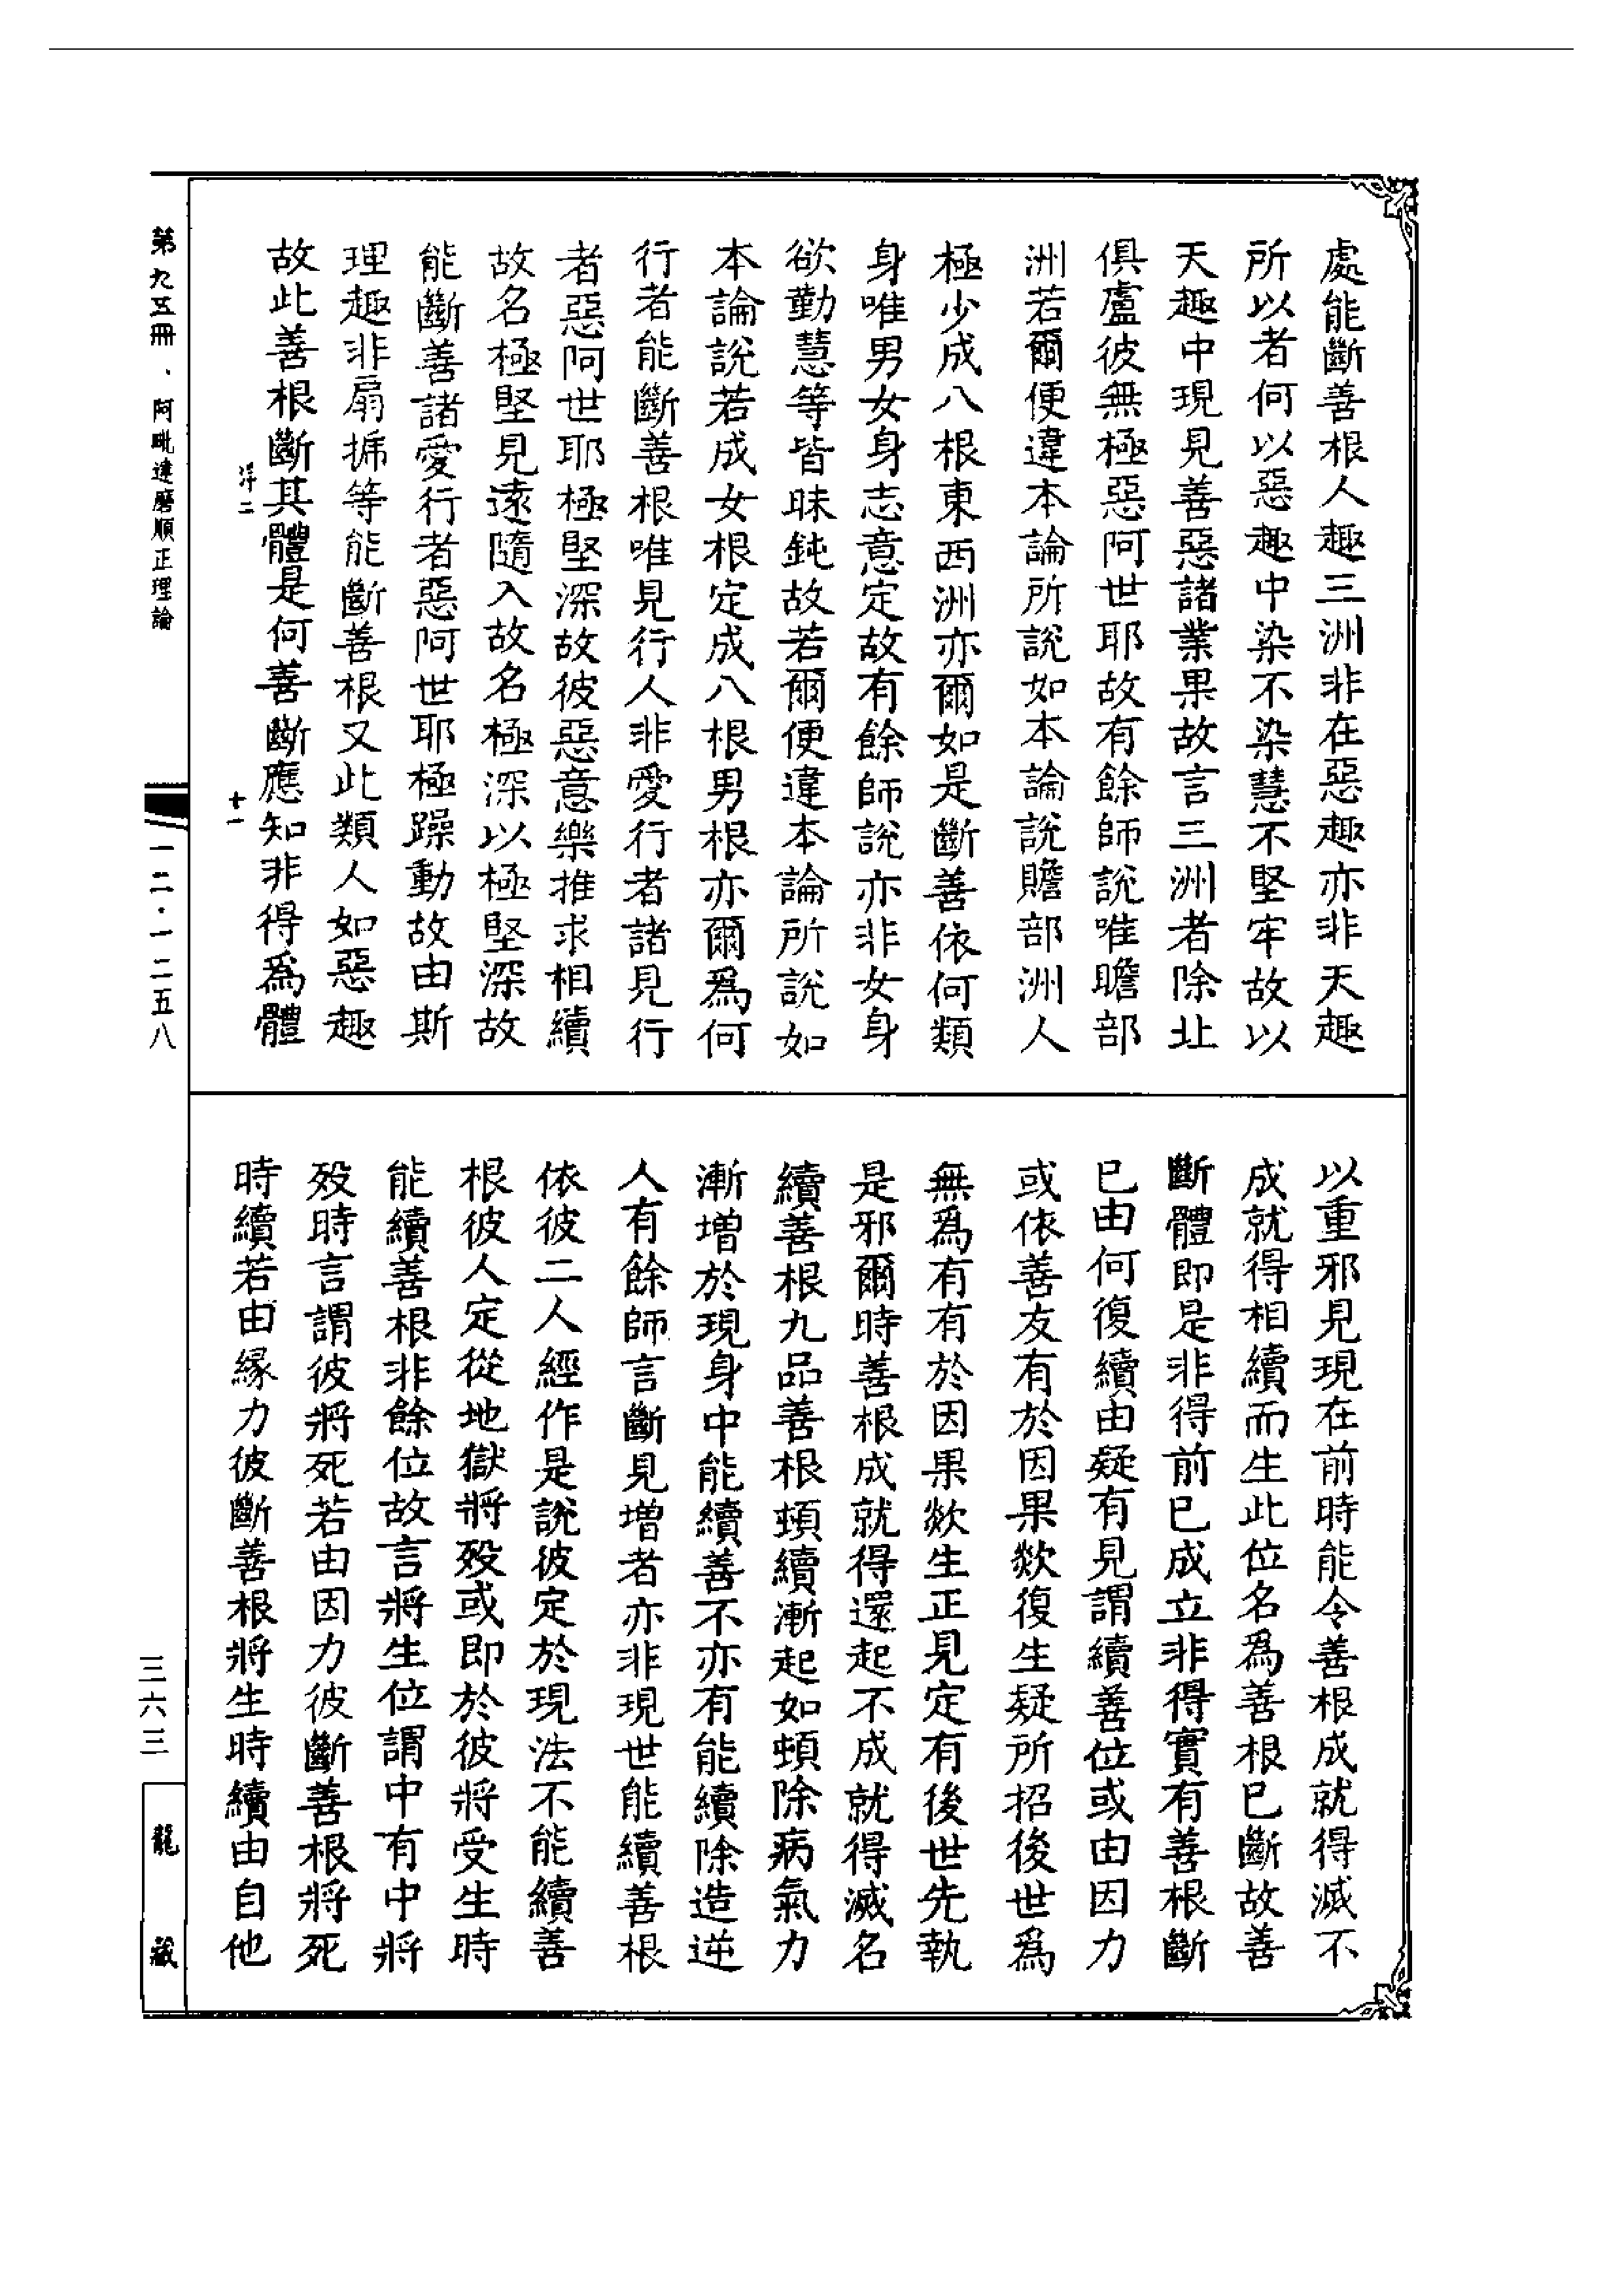 處能斷善根人趣三洲非在惡趣亦非天趣
所以者何以惡趣中染不染慧不堅牢故以
天趣中現見善惡諸業果故言三洲者除北
俱盧彼無極惡阿世耶故有餘師說唯瞻部
洲若爾便違本論所說如本論說贍部洲人
極少成八根東西洲亦爾如是斷善依何類
身唯男女身志意定故有餘師說亦非女身
欲勤慧等皆昧鈍故若爾便違本論所說如
本論說若成女根定成八根男根亦爾爲何
行者能斷善根唯見行人非愛行者諸見行
者惡阿世耶極堅深故彼惡意樂推求相續
故名極堅見遠隨入故名極深以極堅深故
能斷善諸愛行者惡阿世耶極躁動故由斯
理趣非扇搋等能斷善根又此類人如惡趣
故此善根斷其體是何善斷應知非得爲體
以重邪見現在前時能令善根成就得滅不
成就得相續而生此位名爲善根已斷故善
斷體即是非得前已成立非得實有善根斷
已由何復續由疑有見謂續善位或由因力
或依善友有於因果欻復生疑所招後世爲
無爲有有於因果欻生正見定有後世先執
是邪爾時善根成就得還起不成就得滅名
續善根九品善根頓續漸起如頓除病氣力
漸增於現身中能續善不亦有能續除造逆
人有餘師言斷見增者亦非現世能續善根
依彼二人經作是說彼定於現法不能續善
根彼人定從地獄將歿或即於彼將受生時
能續善根非餘位故言將生位謂中有中將
歿時言謂彼將死若由因力彼斷善根將死
時續若由緣力彼斷善根將生時續由自他
第九五冊・阿毗達磨順正理論
一二・一二五八
三六三
龍藏
十一